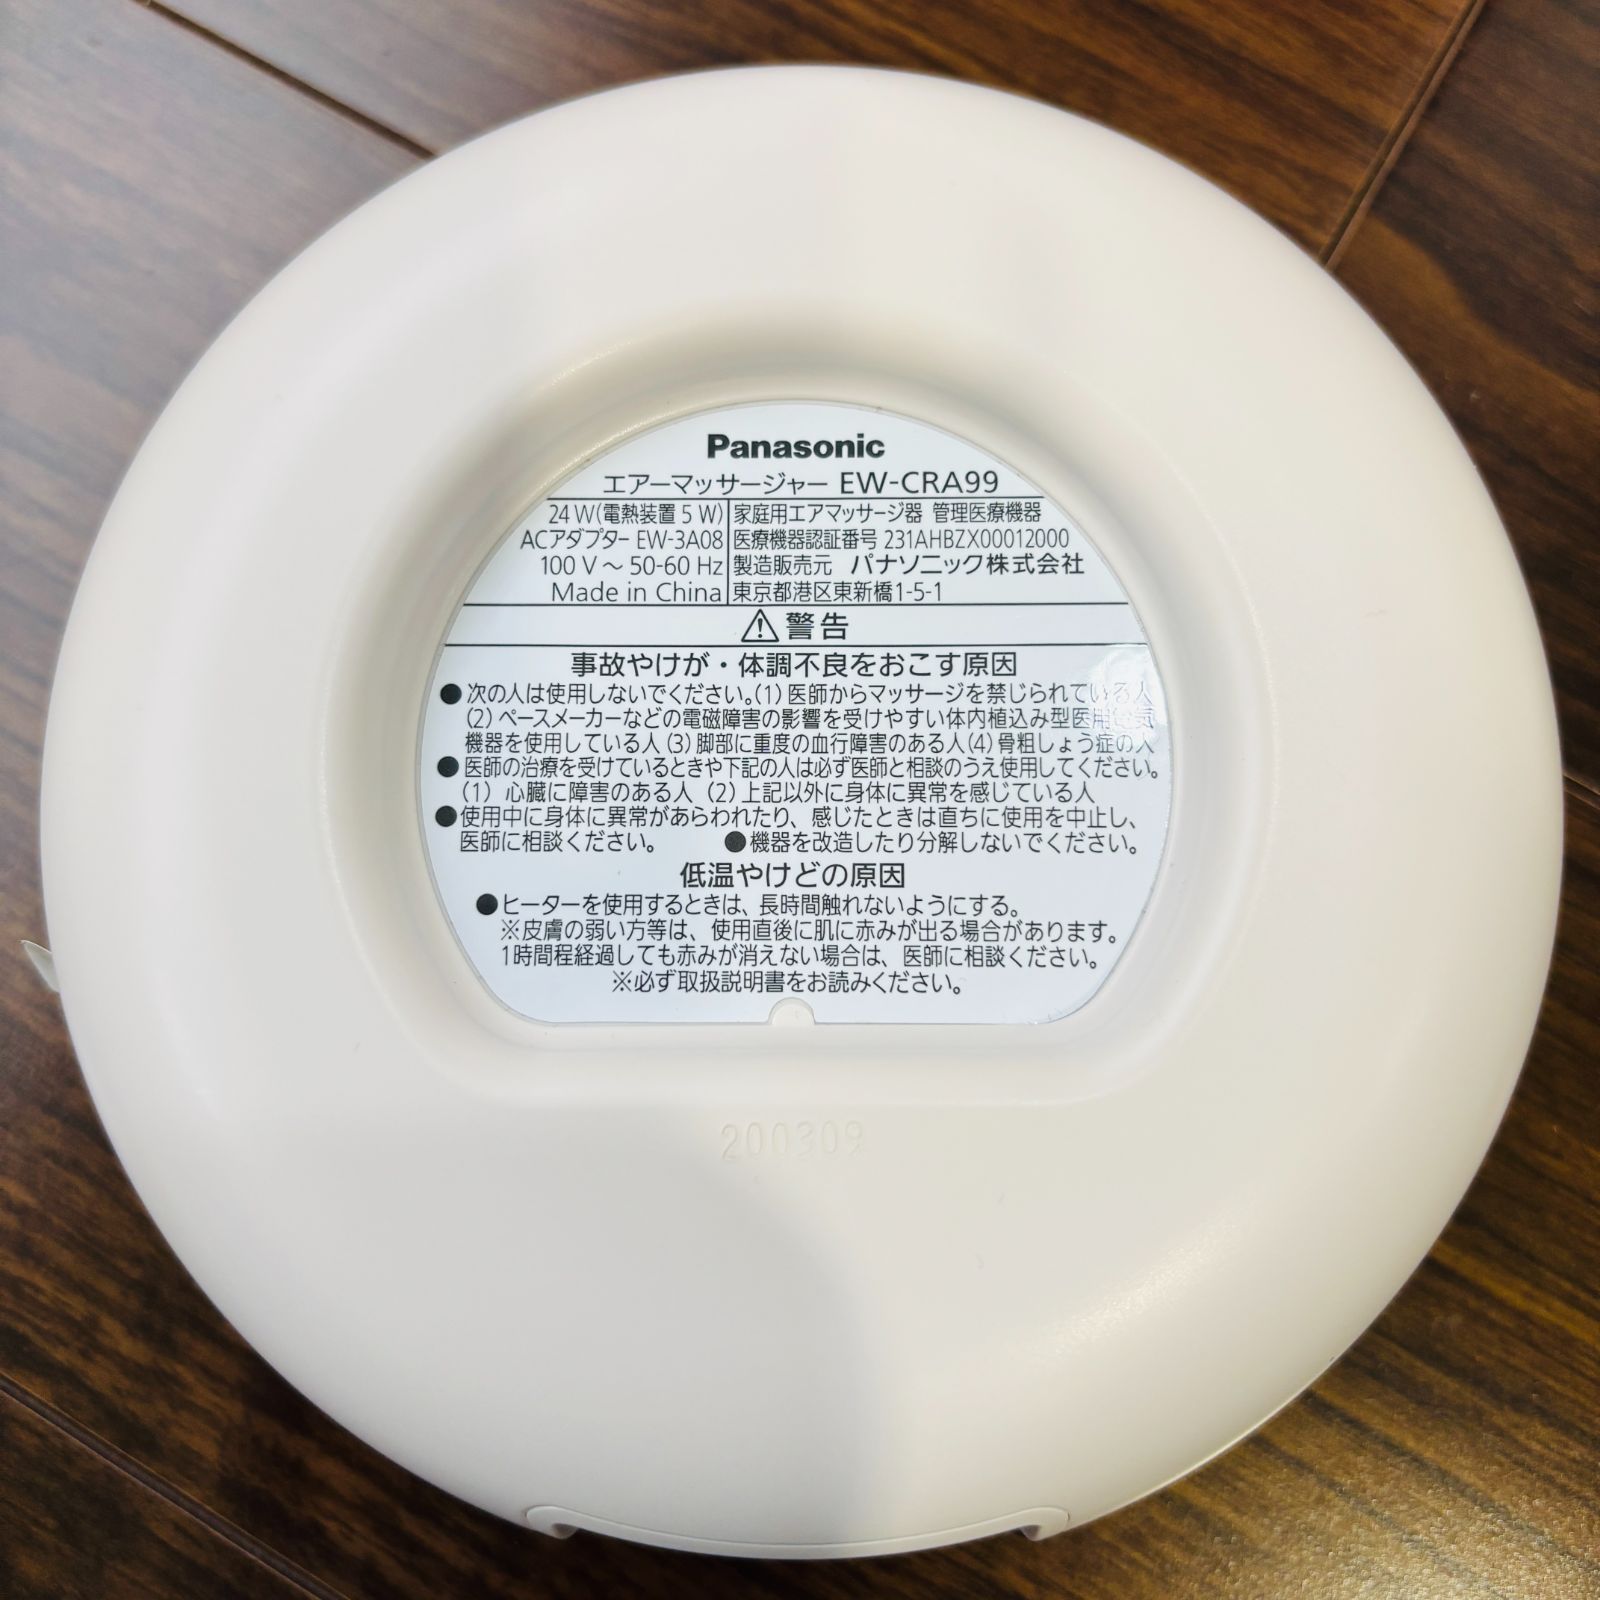 Panasonic
エアーマッサージャー EW-CRA99
24 W(電熱装置 5 W) 家庭用エアマッサージ器 管理医療機器
ACアダプター EW-3A08 医療機器認証番号 231AHBZX00012000
100 V～ 50-60 Hz 製造販売元 パナソニック株式会社
Made in China 東京都港区東新橋1-5-1
⚠警告
事故やけが・体調不良をおこす原因
●次の人は使用しないでください。(1) 医師からマッサージを禁じられている人
(2) ペースメーカーなどの電磁障害の影響を受けやすい体内植込み型医用電気
機器を使用している人 (3) 脚部に重度の血行障害のある人(4) 骨粗しょう症の人
●医師の治療を受けているときや下記の人は必ず医師と相談のうえ使用してください。
(1) 心臓に障害のある人 (2) 上記以外に身体に異常を感じている人
●使用中に身体に異常があらわれたり、感じたときは直ちに使用を中止し、
医師に相談ください。 ●機器を改造したり分解しないでください。
低温やけどの原因
●ヒーターを使用するときは、長時間触れないようにする。
※皮膚の弱い方等は、使用直後に肌に赤みが出る場合があります。
1時間程経過しても赤みが消えない場合は、医師に相談ください。
※必ず取扱説明書をお読みください。
200309